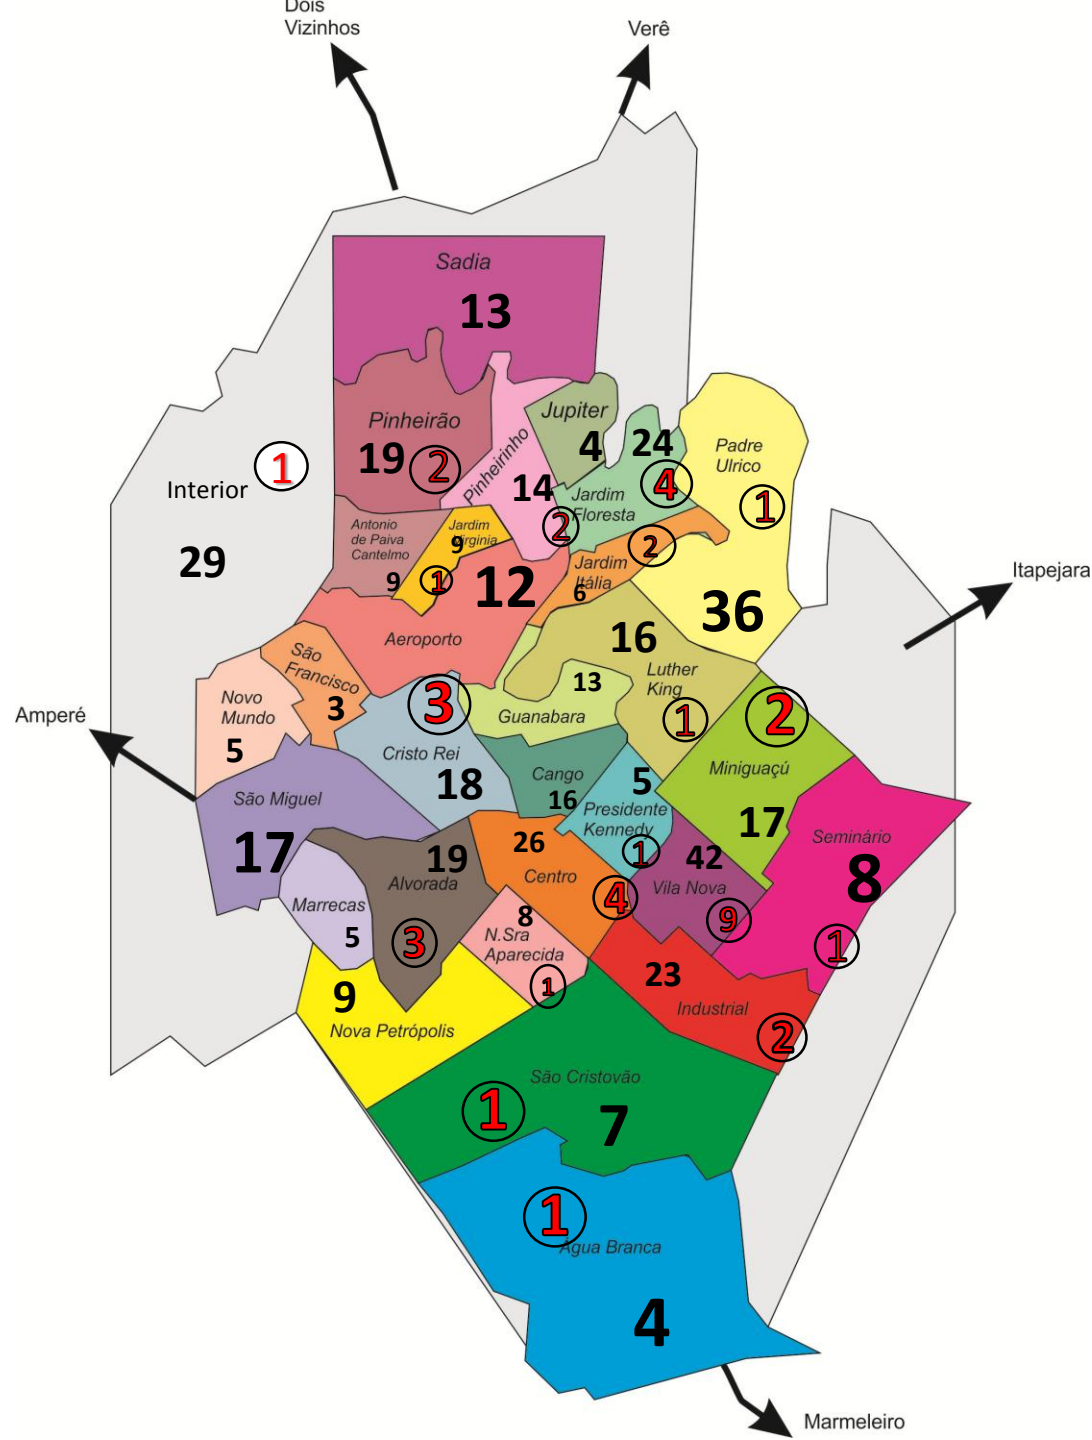 Dois
Vizinhos
Verê
Sadia
13
Pinheirão
19
2
Pinheirinho
14
2
Jupiter
4
24
4
Jardim
Floresta
Padre
Ulrico
1
36
Interior
1
29
Antonio
de Paiva
Cantelmo
9
Jardim
Virginia
9
1
12
Aeroporto
2
Jardim
Itália
6
Itapejara
16
Luther
King
1
São
Francisco
3
Novo
Mundo
5
Amperé
3
Cristo Rei
18
13
Guanabara
2
Miniguaçú
17
Cango
16
5
Presidente
Kennedy
1
São Miguel
17
Seminário
8
1
19
Alvorada
3
26
Centro
4
42
Vila Nova
9
Marrecas
5
8
N.Sra
Aparecida
1
23
Industrial
2
9
Nova Petrópolis
São Cristovão
1
7
1
Água Branca
4
Marmeleiro